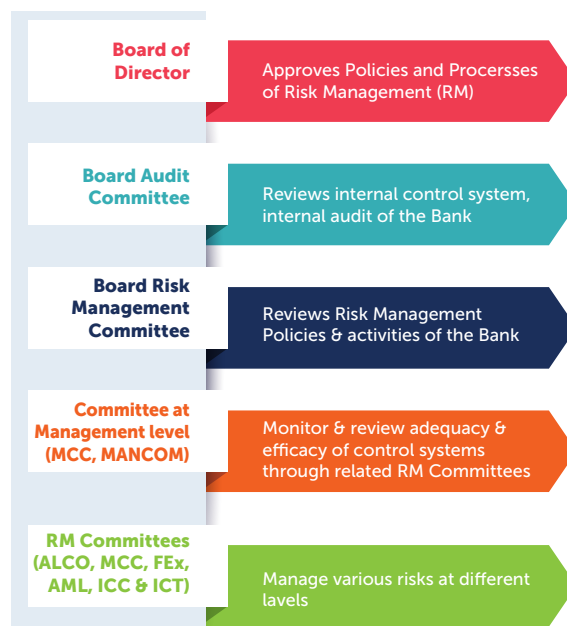 Board of
Director
Approves Policies and Procersses
of Risk Management (RM)
Board Audit
Committee
Reviews internal control system,
internal audit of the Bank
Board Risk
Management
Committee
Reviews Risk Management
Policies & activities of the Bank
Committee at
Management level
(MCC, MANCOM)
Monitor & review adequacy &
efficacy of control systems
through related RM Committees
RM Committees
(ALCO, MCC, FEx,
AML, ICC & ICT)
Manage various risks at different
lavels